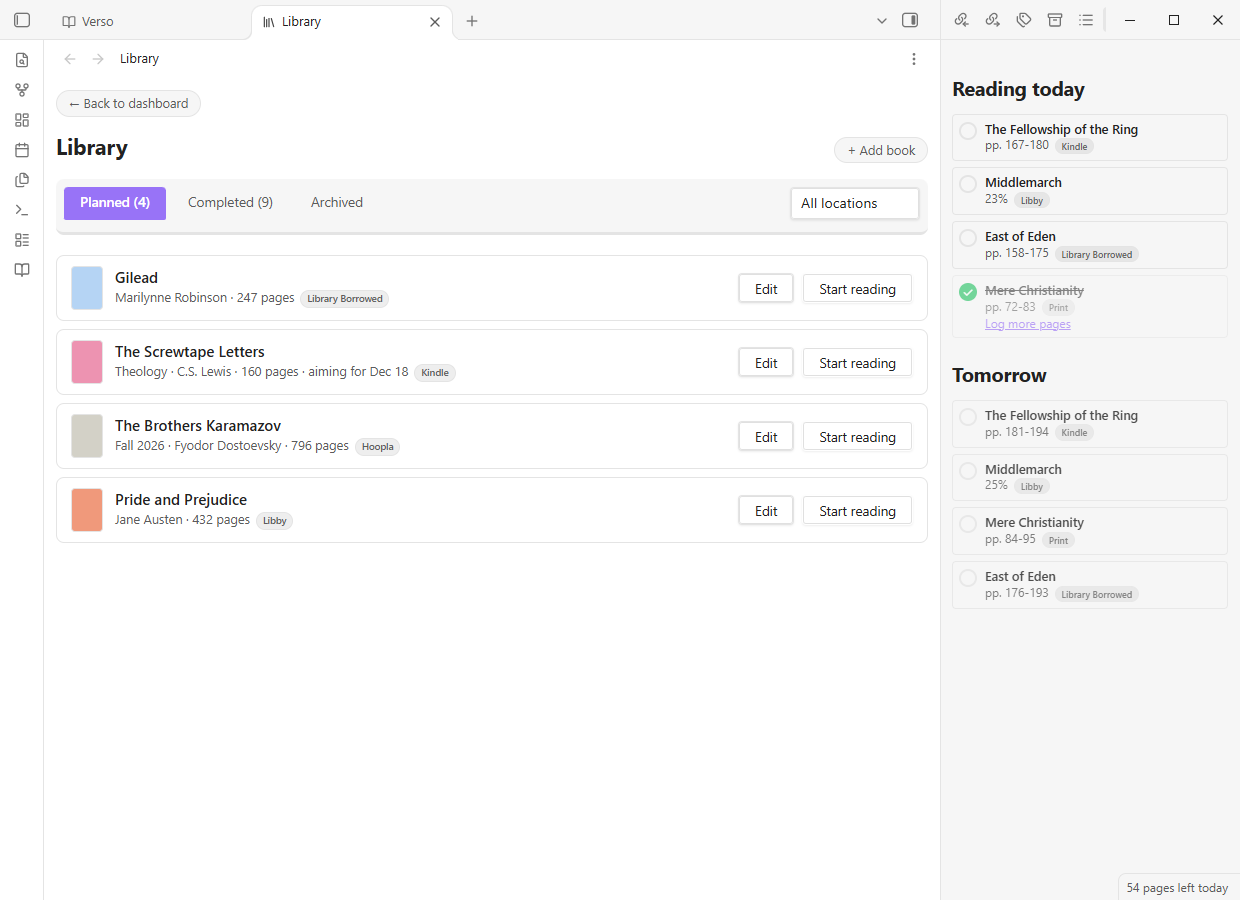 Verso
Library
Library
← Back to dashboard
Library
+ Add book
Planned (4)
Completed (9)
Archived
All locations
Gilead
Marilynne Robinson · 247 pages Library Borrowed
Edit
Start reading
The Screwtape Letters
Theology · C.S. Lewis · 160 pages · aiming for Dec 18 Kindle
Edit
Start reading
The Brothers Karamazov
Fall 2026 · Fyodor Dostoevsky · 796 pages Hoopla
Edit
Start reading
Pride and Prejudice
Jane Austen · 432 pages Libby
Edit
Start reading
Reading today
The Fellowship of the Ring
pp. 167-180 Kindle
Middlemarch
23% Libby
East of Eden
pp. 158-175 Library Borrowed
Mere Christianity
pp. 72-83 Print
Log more pages
Tomorrow
The Fellowship of the Ring
pp. 181-194 Kindle
Middlemarch
25% Libby
Mere Christianity
pp. 84-95 Print
East of Eden
pp. 176-193 Library Borrowed
54 pages left today